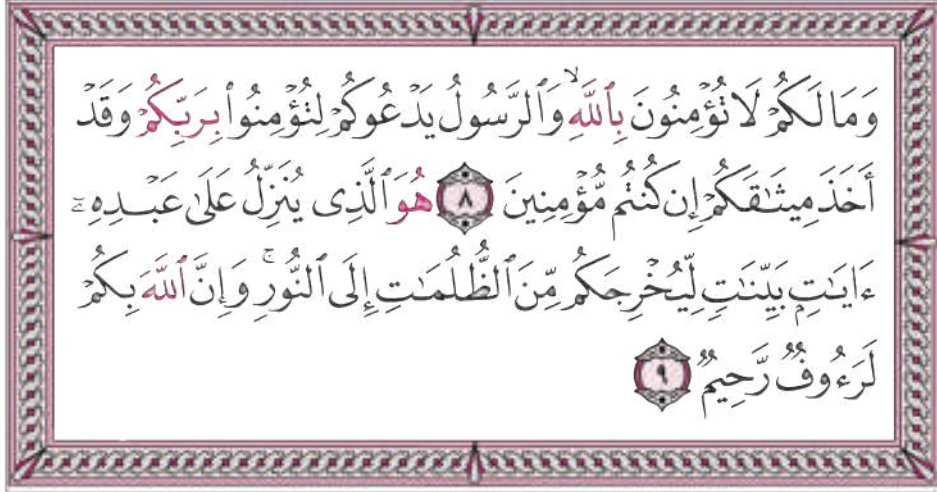 وَمَا لَكُمْ لَا تُؤْمِنُونَ بِٱللَّهِ ۙ وَٱلرَّسُولُ يَدْعُوكُمْ لِتُؤْمِنُوا۟ بِرَبِّكُمْ وَقَدْ
أَخَذَ مِيثَـٰقَكُمْ إِن كُنتُم مُّؤْمِنِينَ ٨ هُوَ ٱلَّذِى يُنَزِّلُ عَلَىٰ عَبْدِهِۦٓ
ءَايَـٰتٍۭ بَيِّنَـٰتٍ لِّيُخْرِجَكُم مِّنَ ٱلظُّلُمَـٰتِ إِلَى ٱلنُّورِ ۚ وَإِنَّ ٱللَّهَ بِكُمْ
لَرَءُوفٌ رَّحِيمٌ ٩